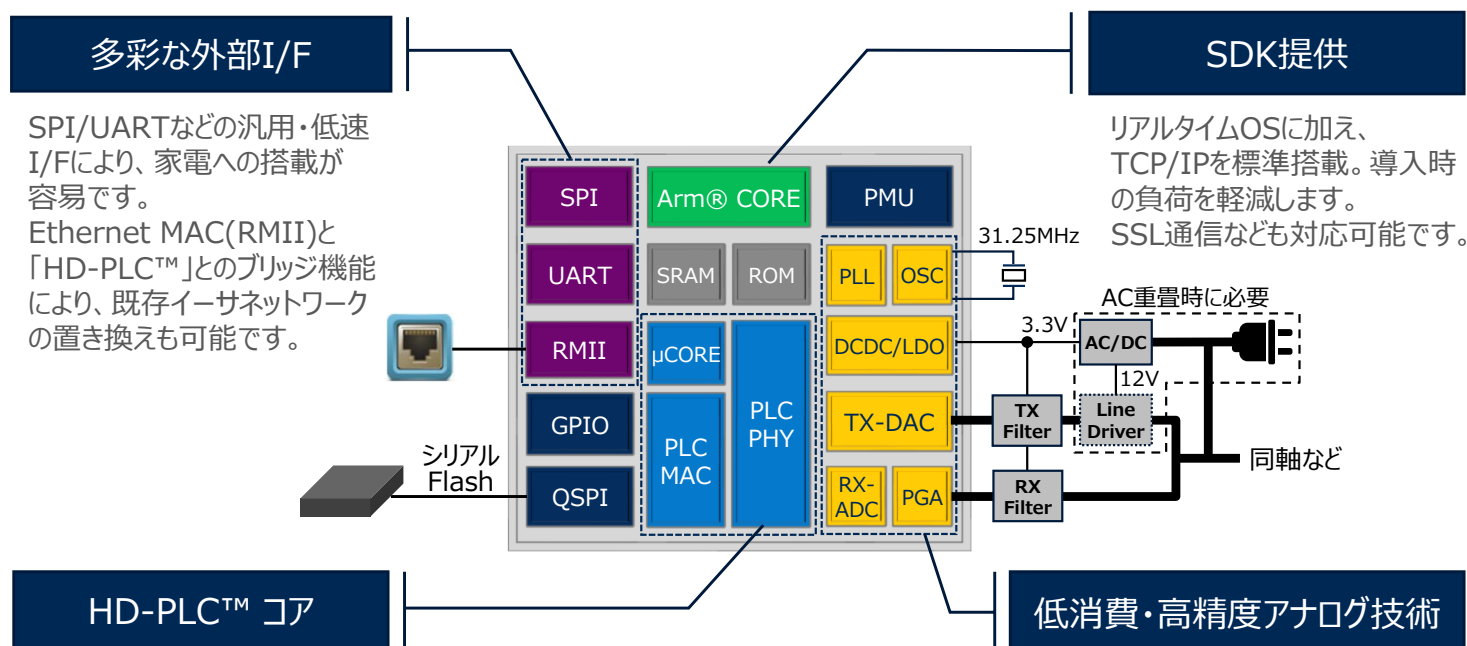 多彩な外部I/F
SPI/UARTなどの汎用・低速
I/Fにより、家電への搭載が
容易です。
Ethernet MAC(RMII)と
「HD-PLC™」とのブリッジ機能
により、既存イーサネットワーク
の置き換えも可能です。
SDK提供
リアルタイムOSに加え、
TCP/IPを標準搭載。導入時
の負荷を軽減します。
SSL通信なども対応可能です。
SPI
Arm® CORE
PMU
UART
SRAM
ROM
PLL
OSC
31.25MHz
RMII
μCORE
PLC
PHY
DCDC/LDO
3.3V
AC重畳時に必要
AC/DC
12V
GPIO
PLC
MAC
TX-DAC
TX
Filter
Line
Driver
同軸など
シリアル
Flash
QSPI
RX-
ADC
PGA
RX
Filter
HD-PLC™ コア
低消費・高精度アナログ技術